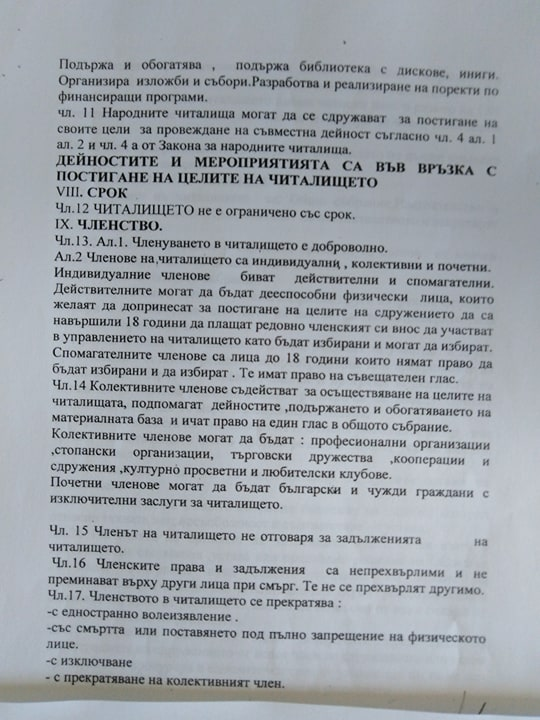 Подържа и обогатява , подържа библиотека с дискове, иниги.
Организира изложби и събори.Разработва и реализиране на поректи по
финансиращи програми.
чл. 11 Народните читалища могат да се сдружават за постигане на
своите цели за провеждане на съвместна дейност съгласно чл. 4 ал. 1
ал. 2 и чл. 4 а от Закона за народните читалища.
ДЕЙНОСТИТЕ И МЕРОПРИЯТИЯТА СА ВЪВ ВРЪЗКА С
ПОСТИГАНЕ НА ЦЕЛИТЕ НА ЧИТАЛИЩЕТО
VIII. СРОК
Чл.12 ЧИТАЛИЩЕТО не е ограничено със срок.
IX. ЧЛЕНСТВО.
Чл.13. Ал.1. Членуването в читалището е доброволно.
Ал.2 Членове на читалището са индивидуални , колективни и почетни.
Индивидуалние членове биват действителни и спомагателни.
Действителните могат да бъдат дееспособни физически лица, които
желаят да допринесат за постигане на целите на сдружението да са
навършили 18 години да плащат редовно членският си внос да участват
в управлението на читалището като бъдат избирани и могат да избират.
Спомагателните членове са лица до 18 години които нямат право да
бъдат избирани и да избират . Те имат право на съвещателен глас.
Чл.14 Колективните членове съдействат за осъществяване на целите на
читалищата, подпомагат дейностите ,подържането и обогатяването на
материалната база и ичат право на един глас в общото събрание.
Колективните членове могат да бъдат : професионални организации
,стопански организации, търговски дружества ,кооперации и
сдружения ,културно просветни и любителски клубове.
Почетни членове могат да бъдат български и чужди граждани с
изключителни заслуги за читалището.
Чл. 15 Членът на читалището не отговаря за задълженията на
читалището.
Чл.16 Членските права и задължения са непрехвърлими и не
преминават върху други лица при смърг. Те не се прехвърлят другимо.
Чл.17. Членството в читалището се прекратява :
-с едностранно волеизявление .
-със смъртта или поставянето под пълно запрещение на физическото
лице.
-с изключване
- с прекратяване на колективният член.